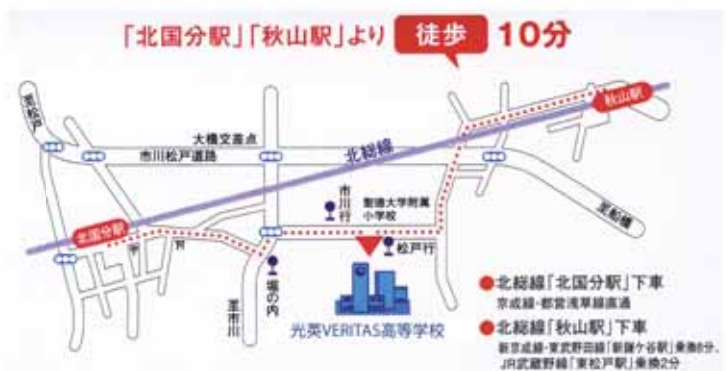 「北国分駅」「秋山駅」より 徒歩 10分
秋山駅
至松戸
大橋交差点
市川松戸道路
北総線
市川行
聖徳大学附属
小学校
至船橋
北国分駅
松戸行
堀の内
至市川
光英VERITAS高等学校
●北総線「北国分駅」下車
京成線・都営浅草線直通
●北総線「秋山駅」下車
新京成線・東武野田線「新鎌ケ谷駅」乗換8分、
JR武蔵野線「東松戸駅」乗換2分